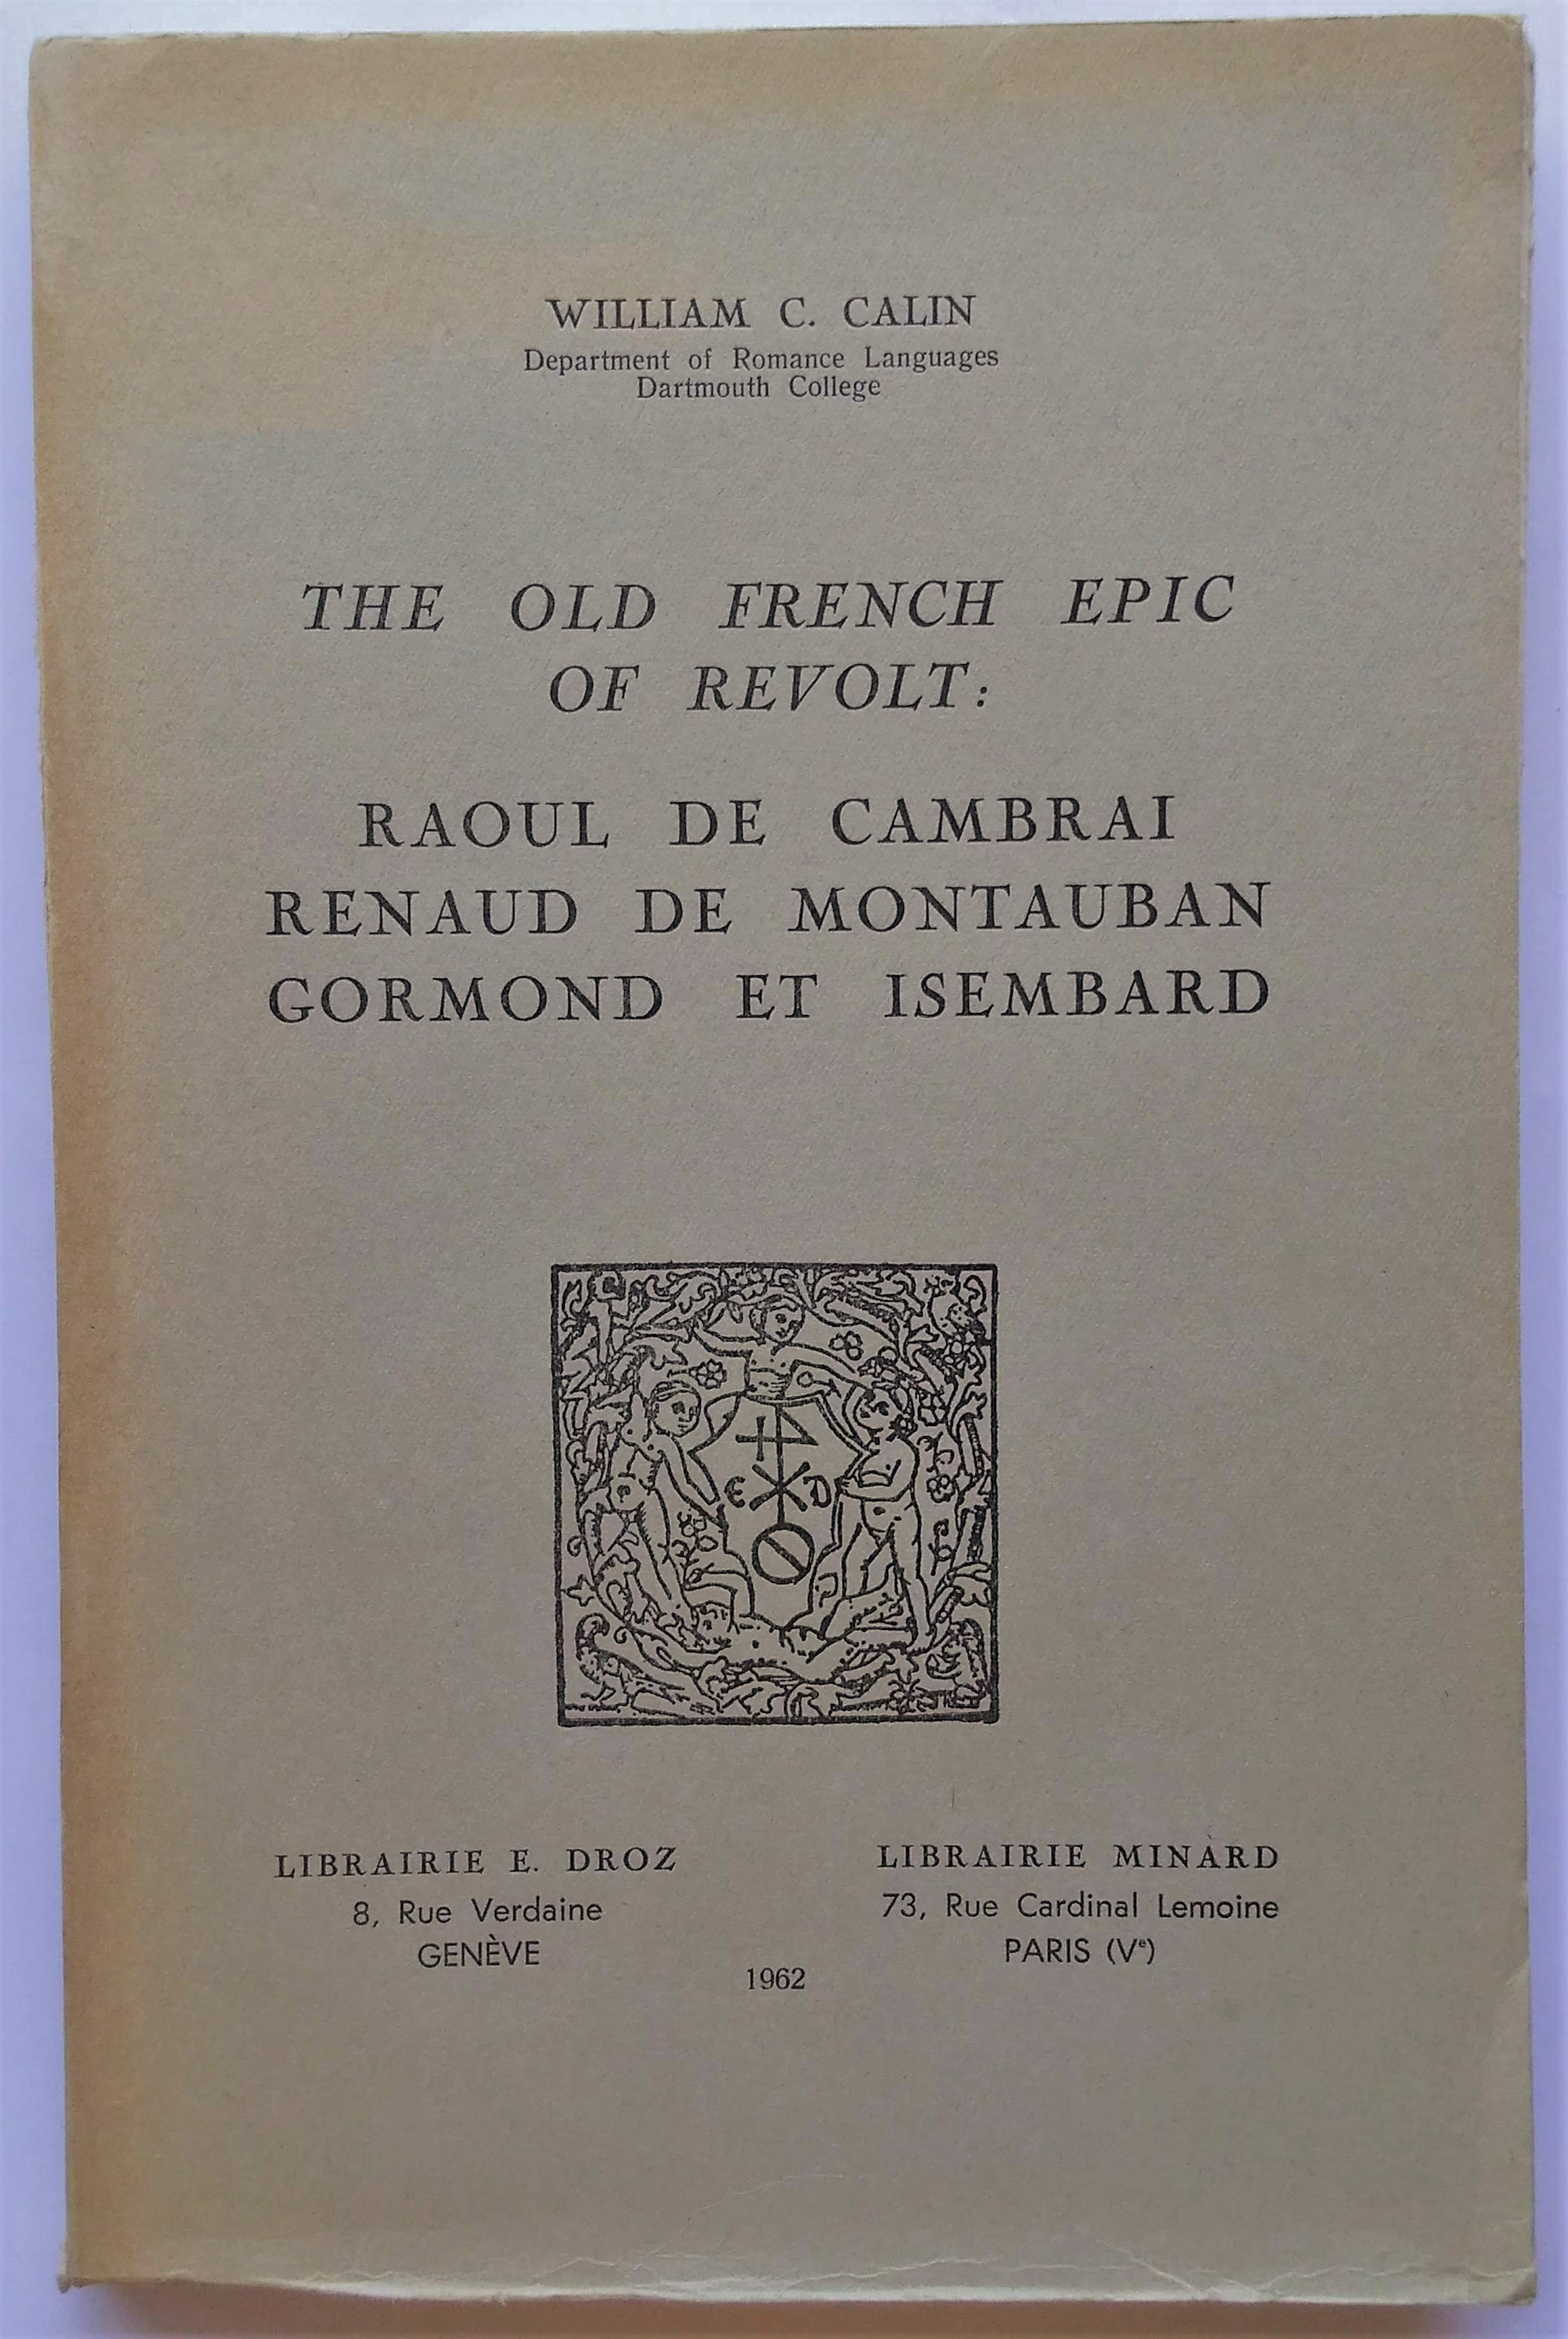 WILLIAM C. CALIN
Department of Romance Languages
Dartmouth College
THE OLD FRENCH EPIC
OF REVOLT:
RAOUL DE CAMBRAI
RENAUD DE MONTAUBAN
GORMOND ET ISEMBARD
E D
LIBRAIRIE E. DROZ
8, Rue Verdaine
GENÈVE
LIBRAIRIE MINARD
73, Rue Cardinal Lemoine
PARIS (Vᵉ)
1962